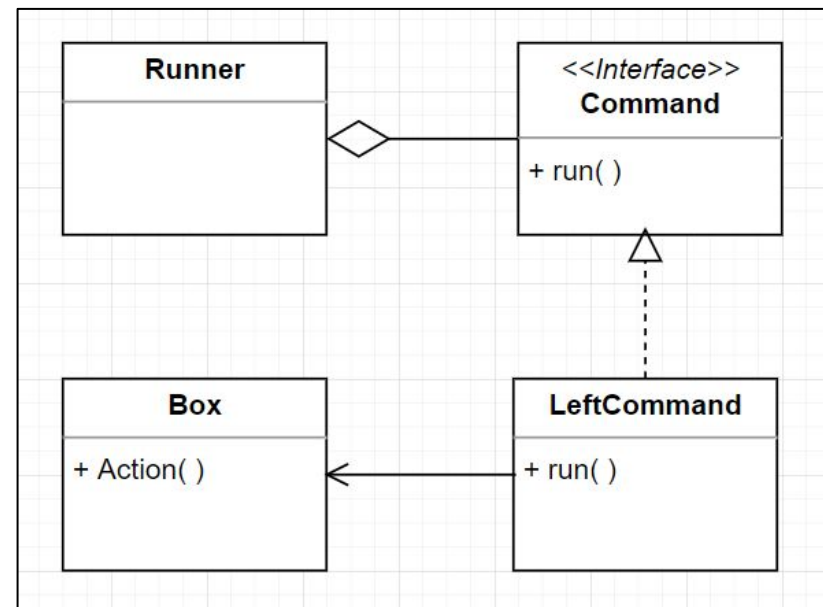 Runner
<<Interface>>
Command
+ run( )
Box
+ Action( )
LeftCommand
+ run( )